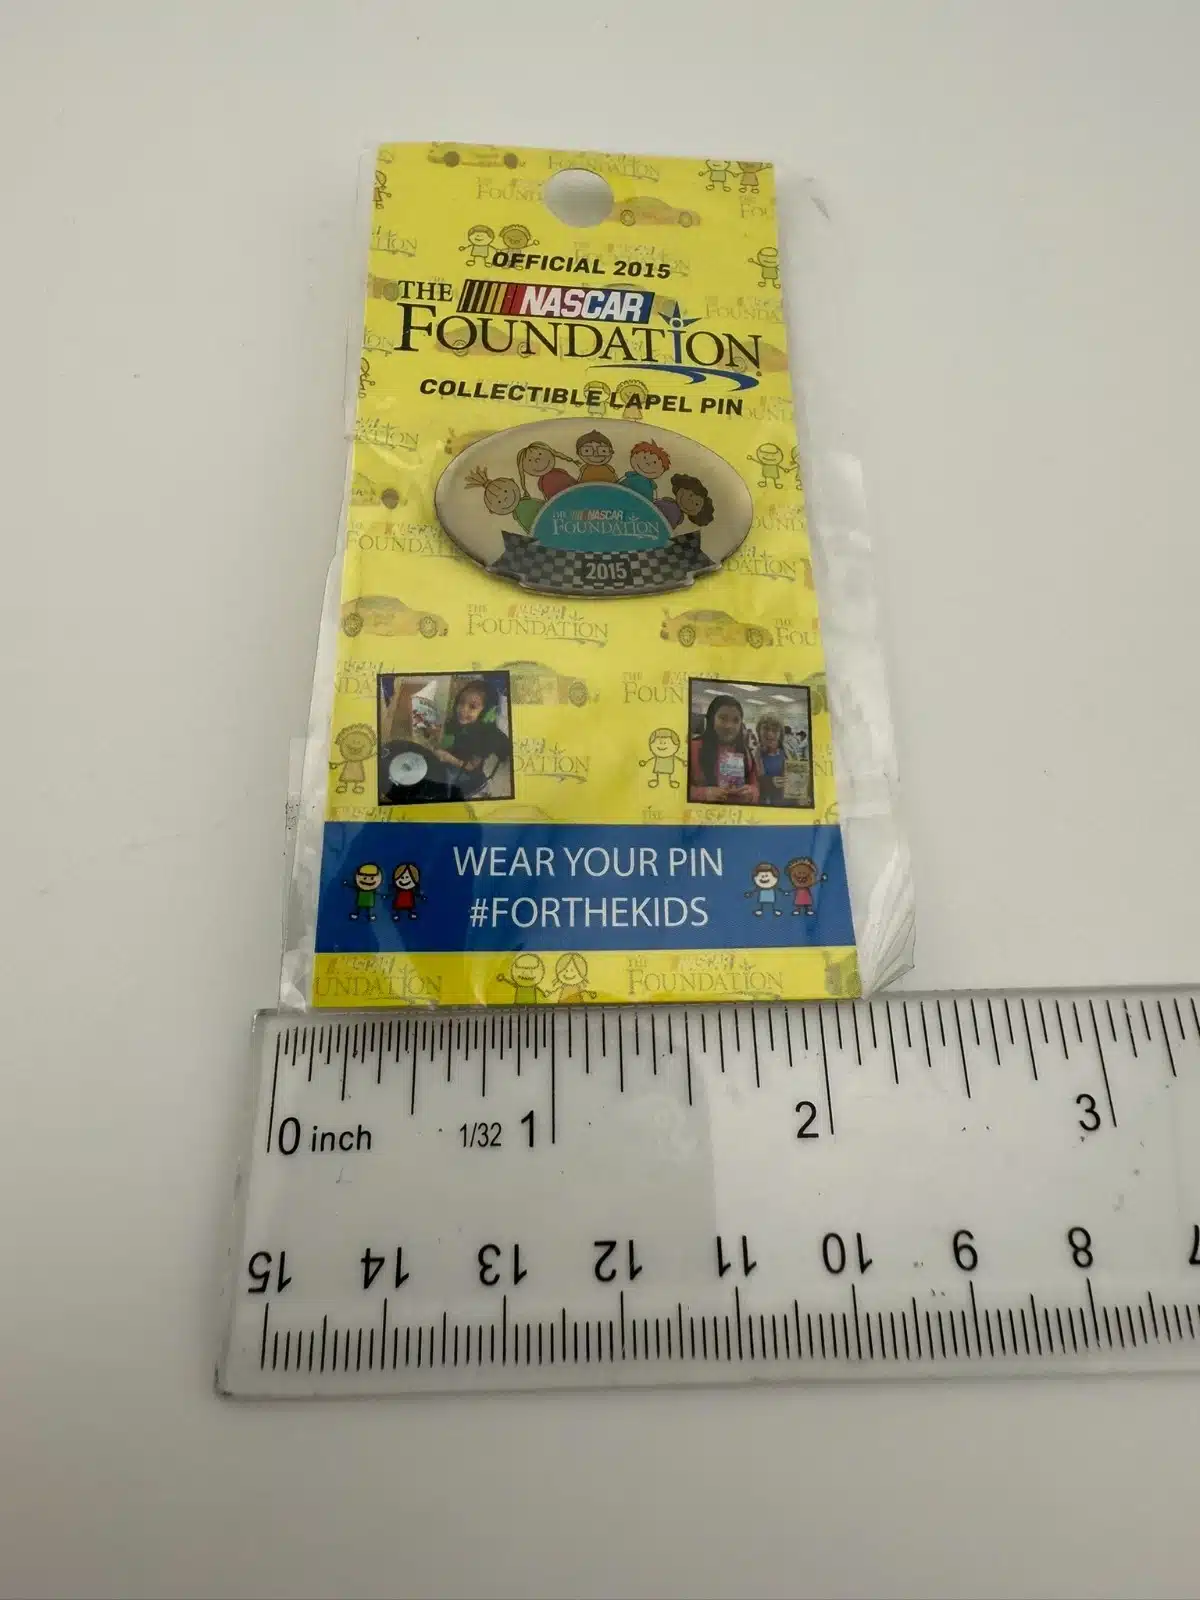 OFFICIAL 2015
THE NASCAR
FOUNDATION
COLLECTIBLE LAPEL PIN
THE NASCAR
FOUNDATION
2015
WEAR YOUR PIN
#FORTHEKIDS
0 inch 1/32 1 2 3
15 14 13 12 11 10 9 8 7